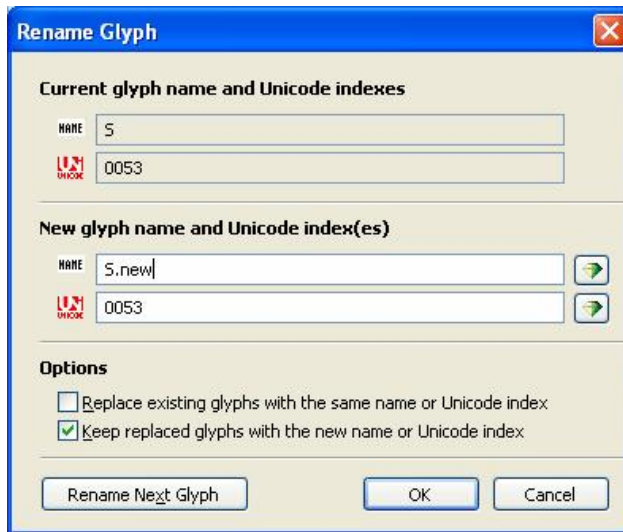 Rename Glyph
Current glyph name and Unicode indexes
NAME S
UNI UNICODE 0053
New glyph name and Unicode index(es)
NAME S.new
UNI UNICODE 0053
Options
Replace existing glyphs with the same name or Unicode index
Keep replaced glyphs with the new name or Unicode index
Rename Next Glyph OK Cancel